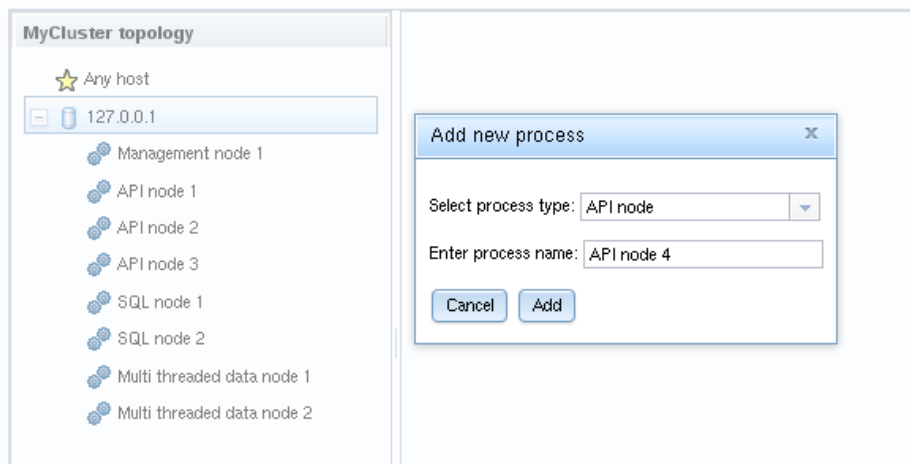 MyCluster topology
Any host
127.0.0.1
Management node 1
API node 1
API node 2
API node 3
SQL node 1
SQL node 2
Multi threaded data node 1
Multi threaded data node 2
Add new process
x
Select process type: API node
Enter process name: API node 4
Cancel Add